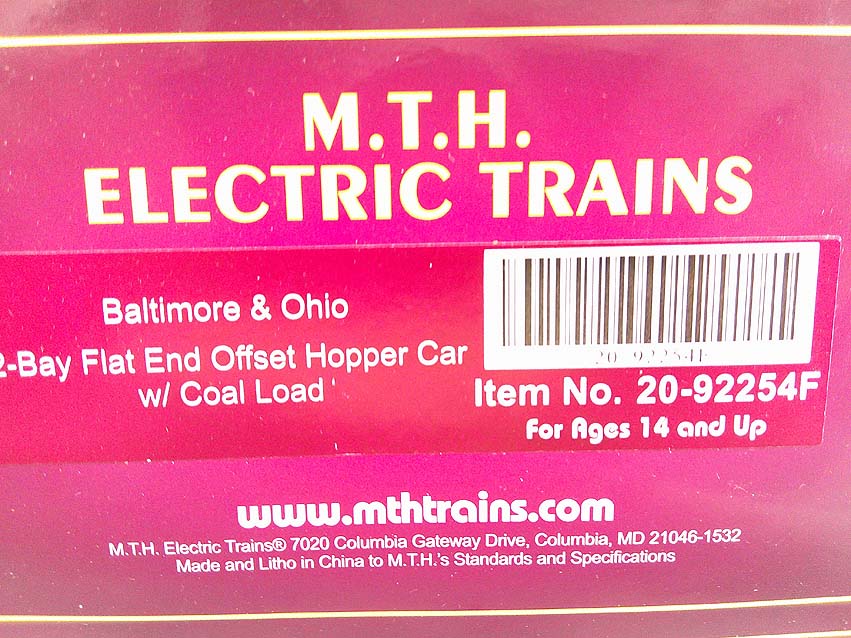 M.T.H.
ELECTRIC TRAINS
Baltimore & Ohio
2-Bay Flat End Offset Hopper Car
w/ Coal Load
20 92254F
Item No. 20-92254F
For Ages 14 and Up
www.mthtrains.com
M.T.H. Electric Trains® 7020 Columbia Gateway Drive, Columbia, MD 21046-1532
Made and Litho in China to M.T.H.'s Standards and Specifications